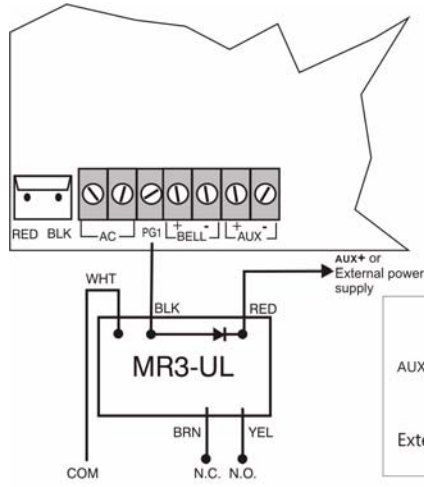 RED BLK AC PG1 + BELL - + AUX -
AUX+ or
External power
supply
WHT
BLK
RED
MR3-UL
AUX
BRN
YEL
COM
N.C. N.O.